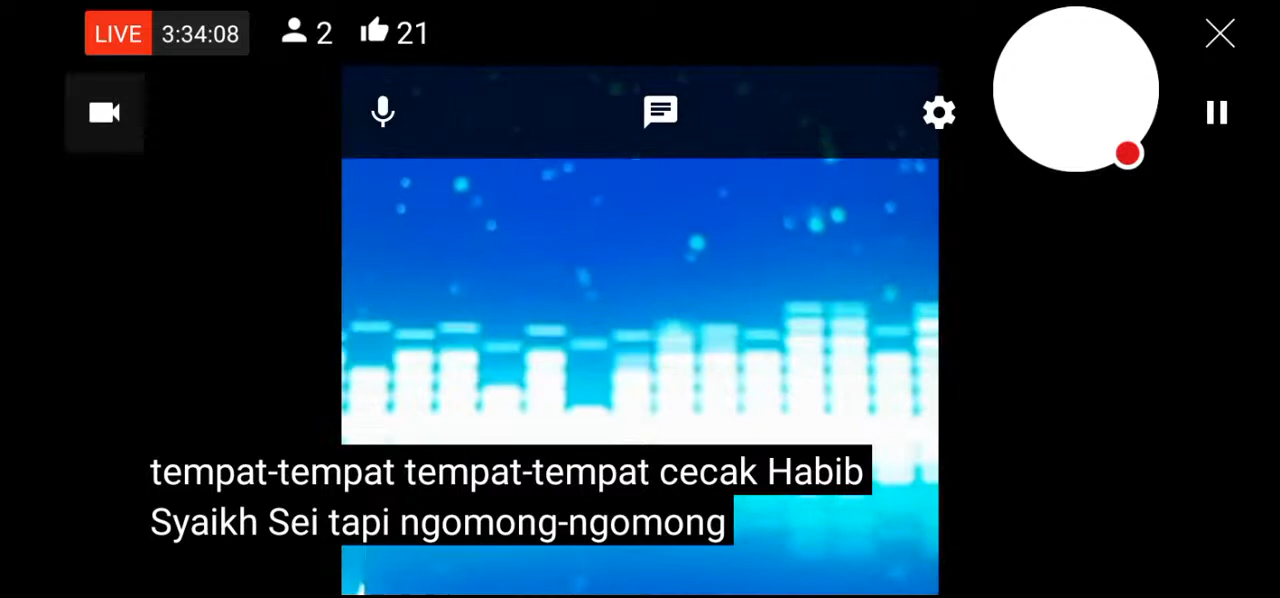 LIVE 3:34:08 2 21
tempat-tempat tempat-tempat cecak Habib
Syaikh Sei tapi ngomong-ngomong